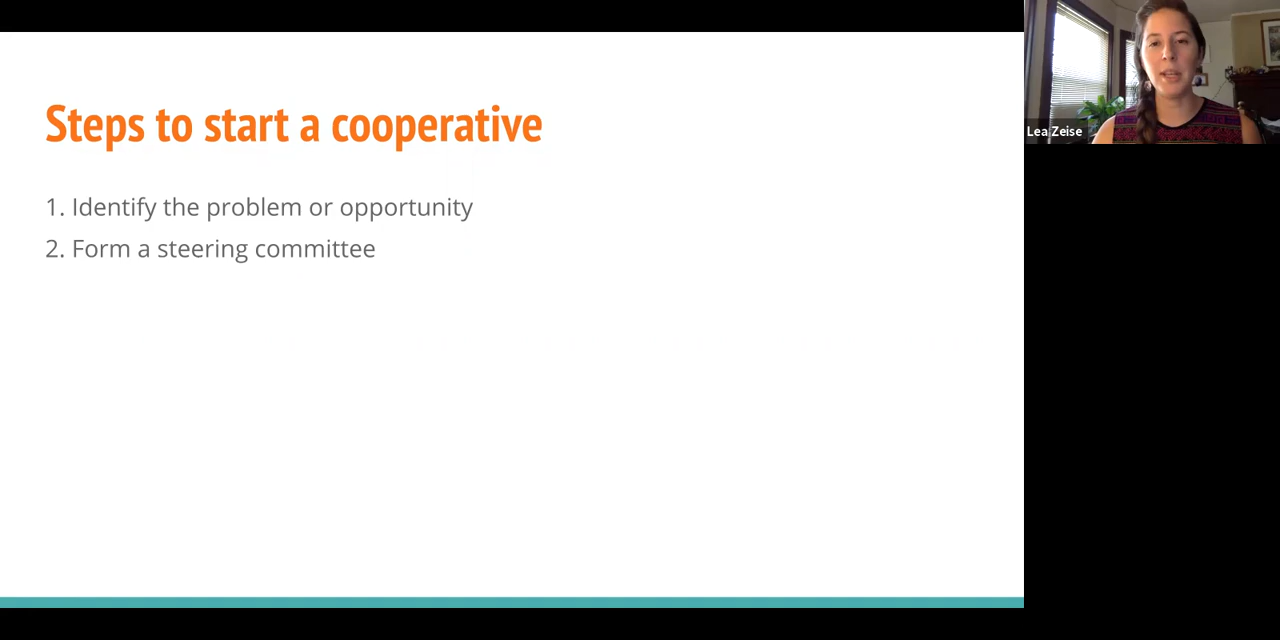 Steps to start a cooperative
1. Identify the problem or opportunity
2. Form a steering committee
Lea Zeise